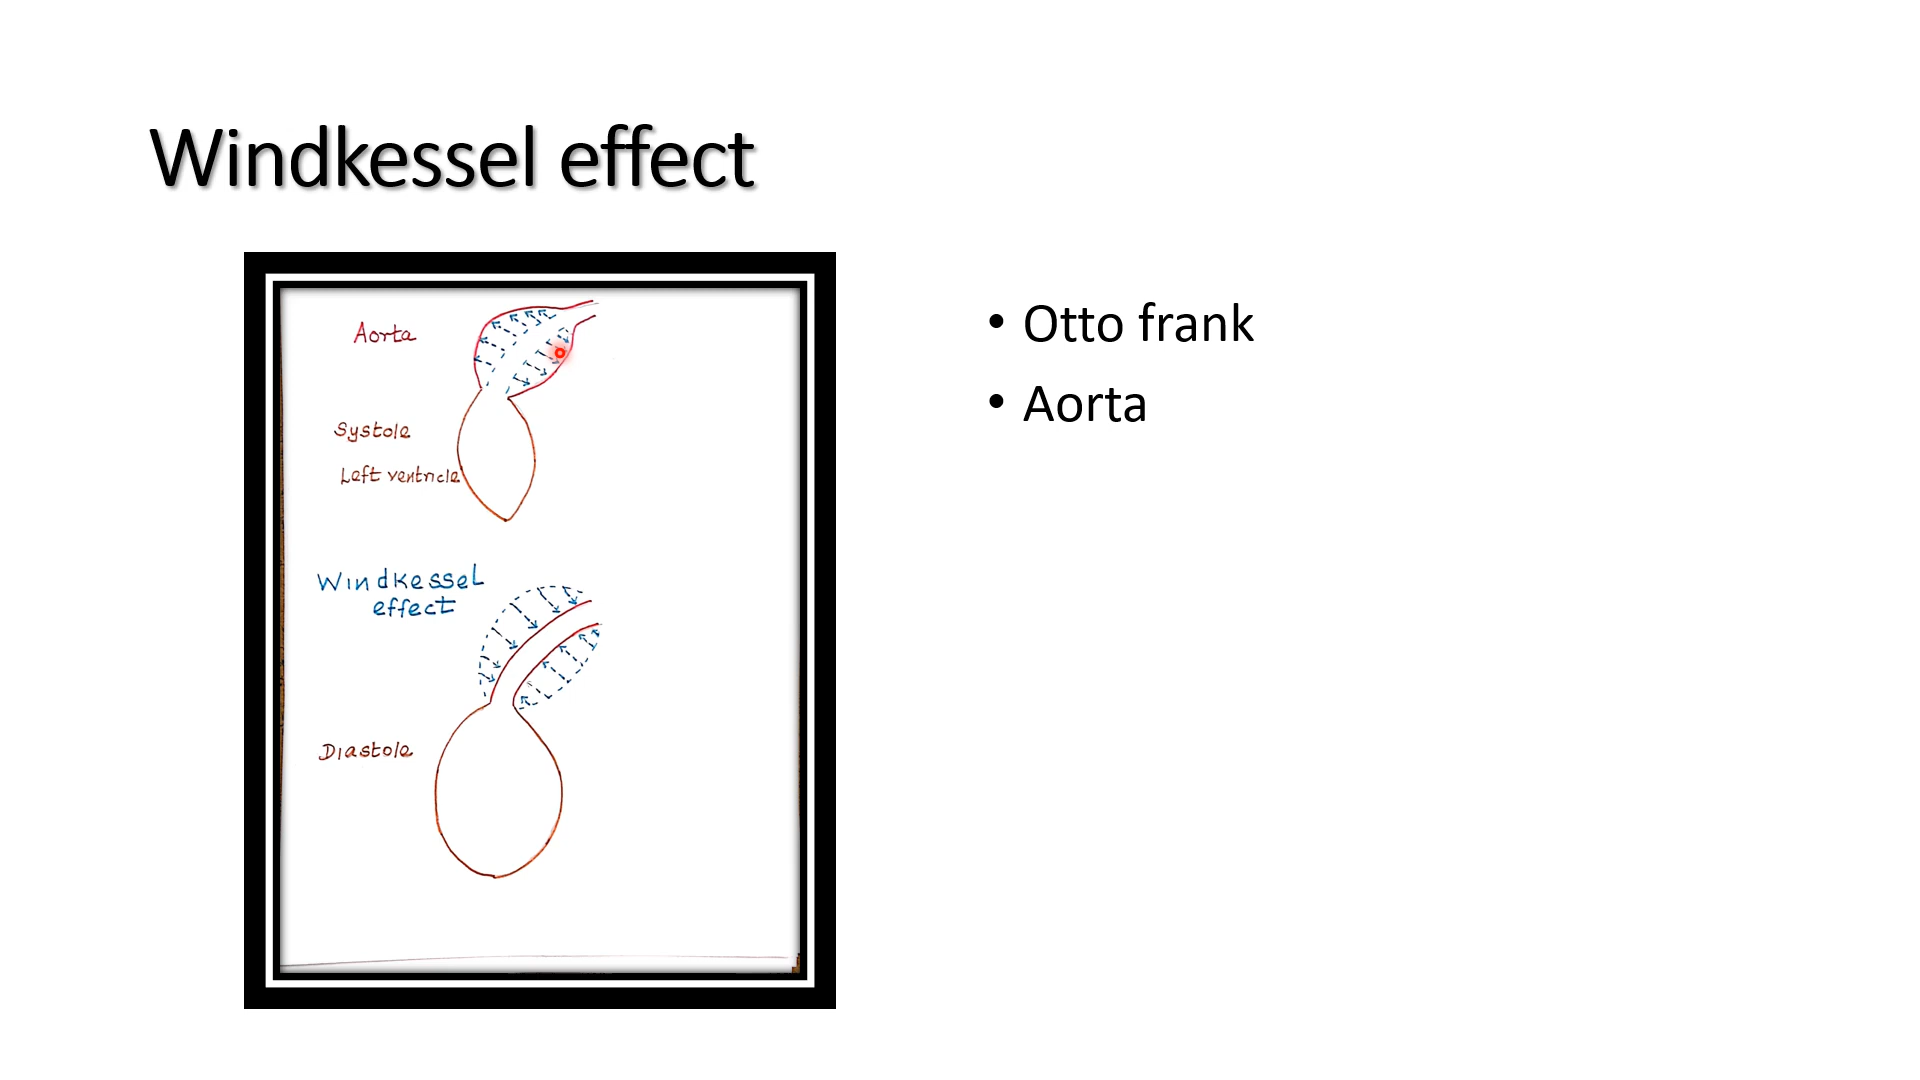 Windkessel effect
Aorta
Systole
Left ventricle
Windkessel
effect
Diastole
• Otto frank
• Aorta